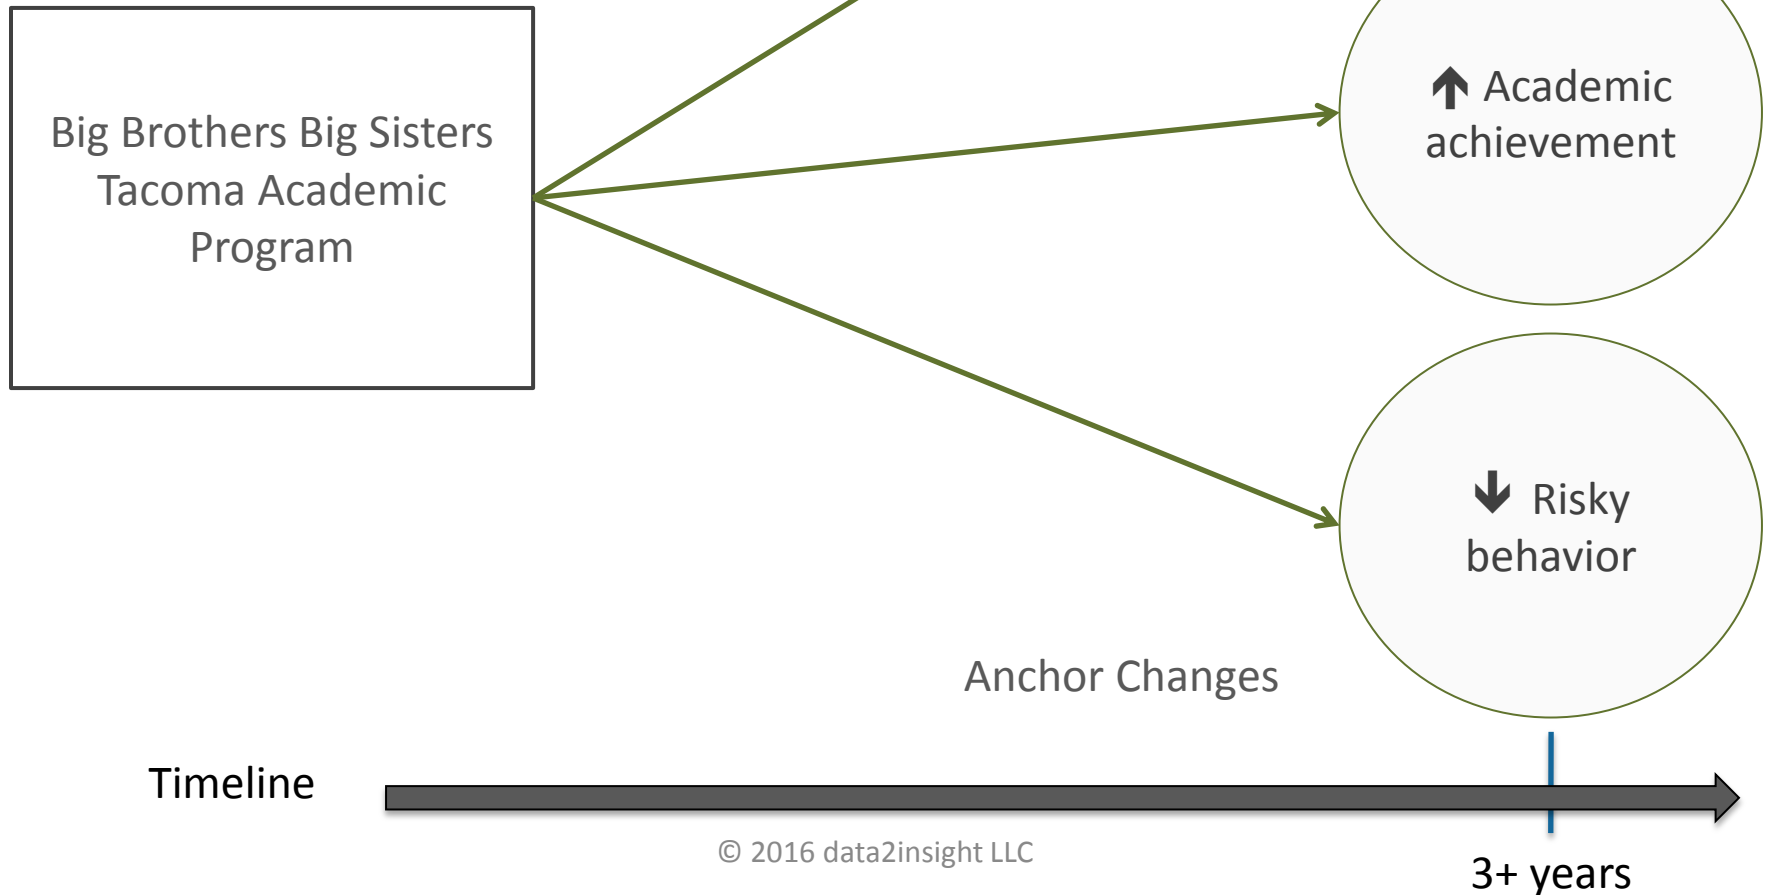 Big Brothers Big Sisters
Tacoma Academic
Program
🡹 Academic
achievement
🡻 Risky
behavior
Anchor Changes
Timeline
© 2016 data2insight LLC
3+ years